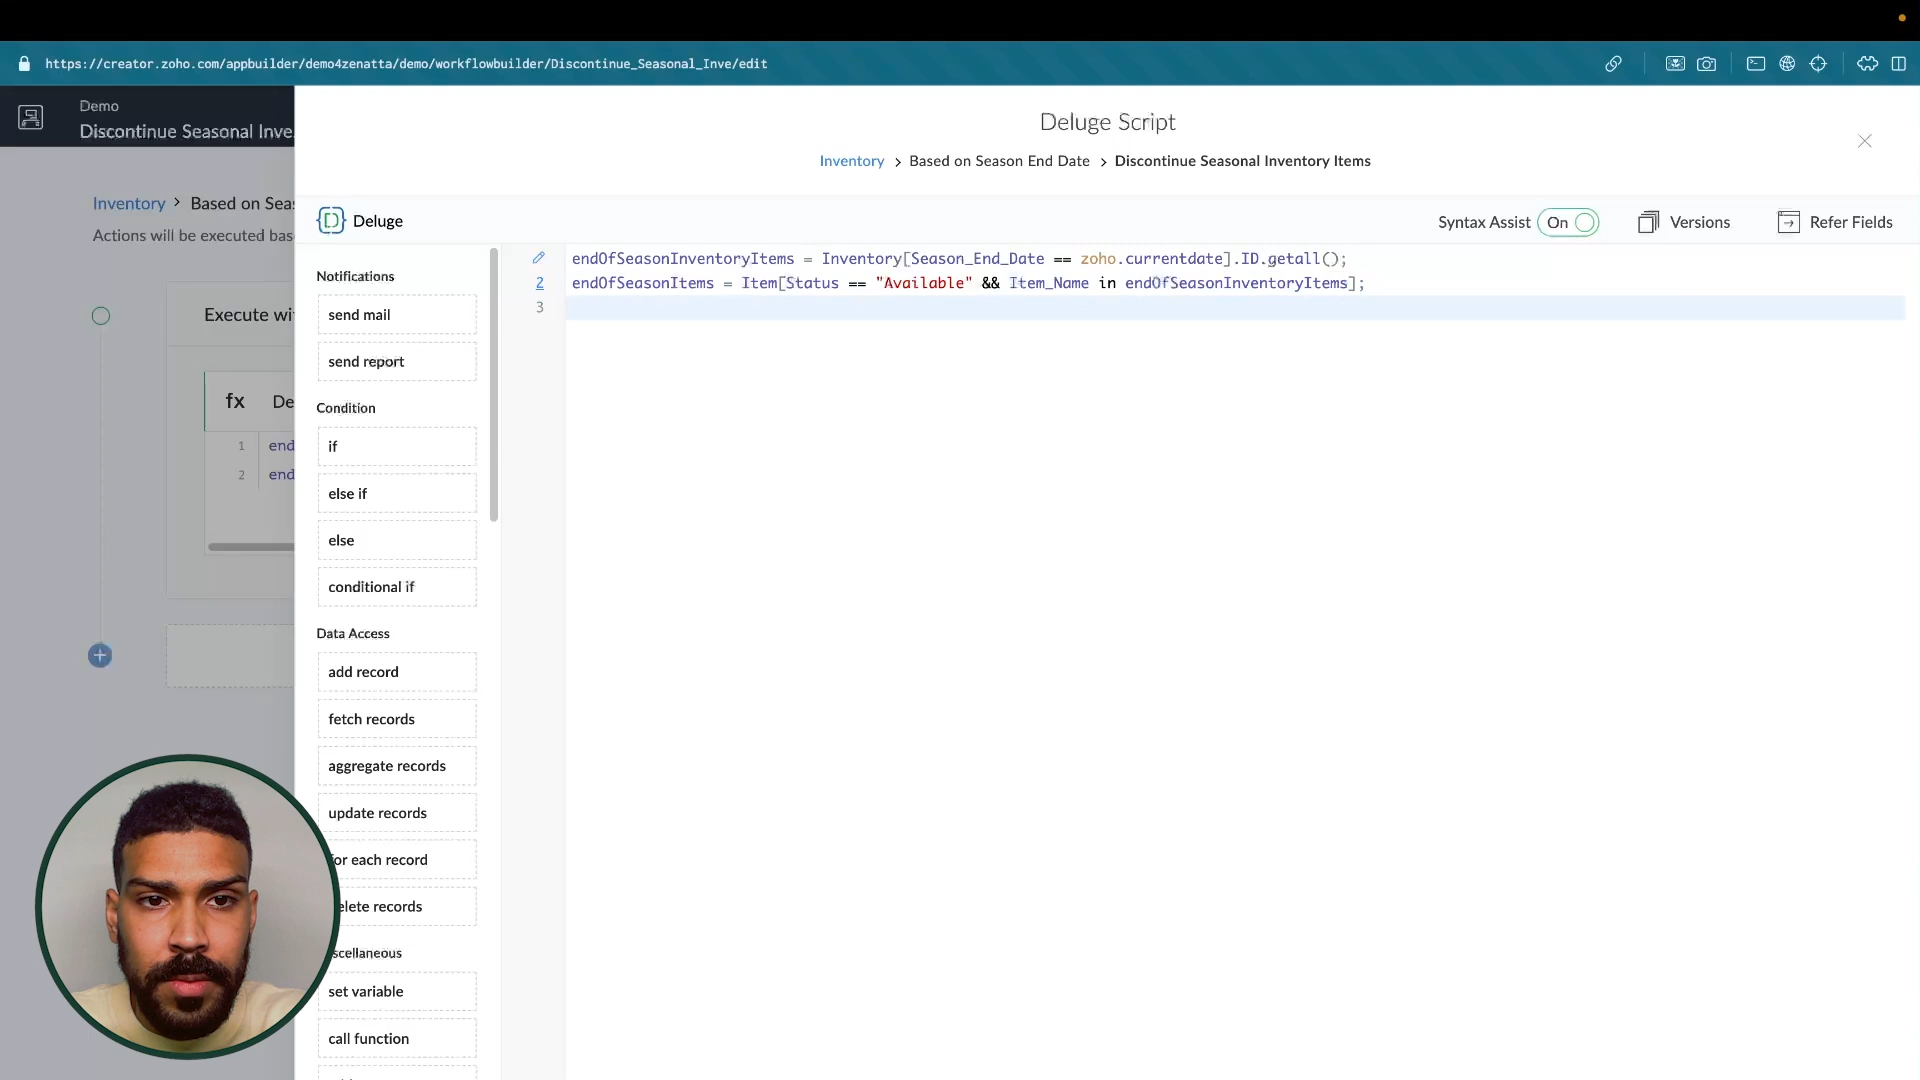 https://creator.zoho.com/appbuilder/demo4zenatta/demo/workflowbuilder/Discontinue_Seasonal_Inve/edit
Demo
Discontinue Seasonal Inve
Deluge Script
Inventory > Based on Season End Date > Discontinue Seasonal Inventory Items
Inventory > Based on Sea
Actions will be executed bas
Deluge
Syntax Assist On
Versions
Refer Fields
Execute wi
fx De
1 end
2 end
Notifications
send mail
send report
Condition
if
else if
else
conditional if
Data Access
add record
fetch records
aggregate records
update records
or each record
elete records
scellaneous
set variable
call function
endOfSeasonInventoryItems = Inventory[Season_End_Date == zoho.currentdate].ID.getall();
2 endOfSeasonItems = Item[Status == "Available" && Item_Name in endOfSeasonInventoryItems];
3